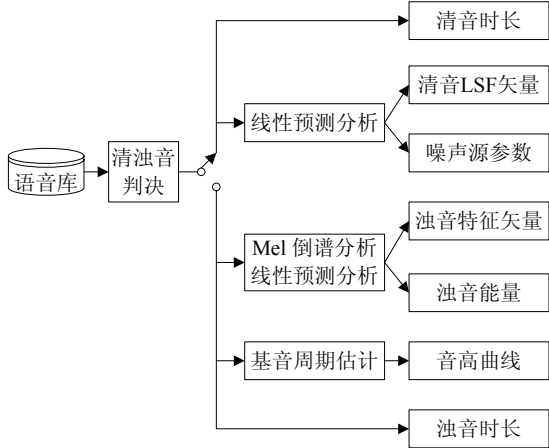 清音时长
清音LSF矢量
线性预测分析
噪声源参数
语音库
清浊音
判决
浊音特征矢量
Mel 倒谱分析
线性预测分析
浊音能量
基音周期估计
音高曲线
浊音时长